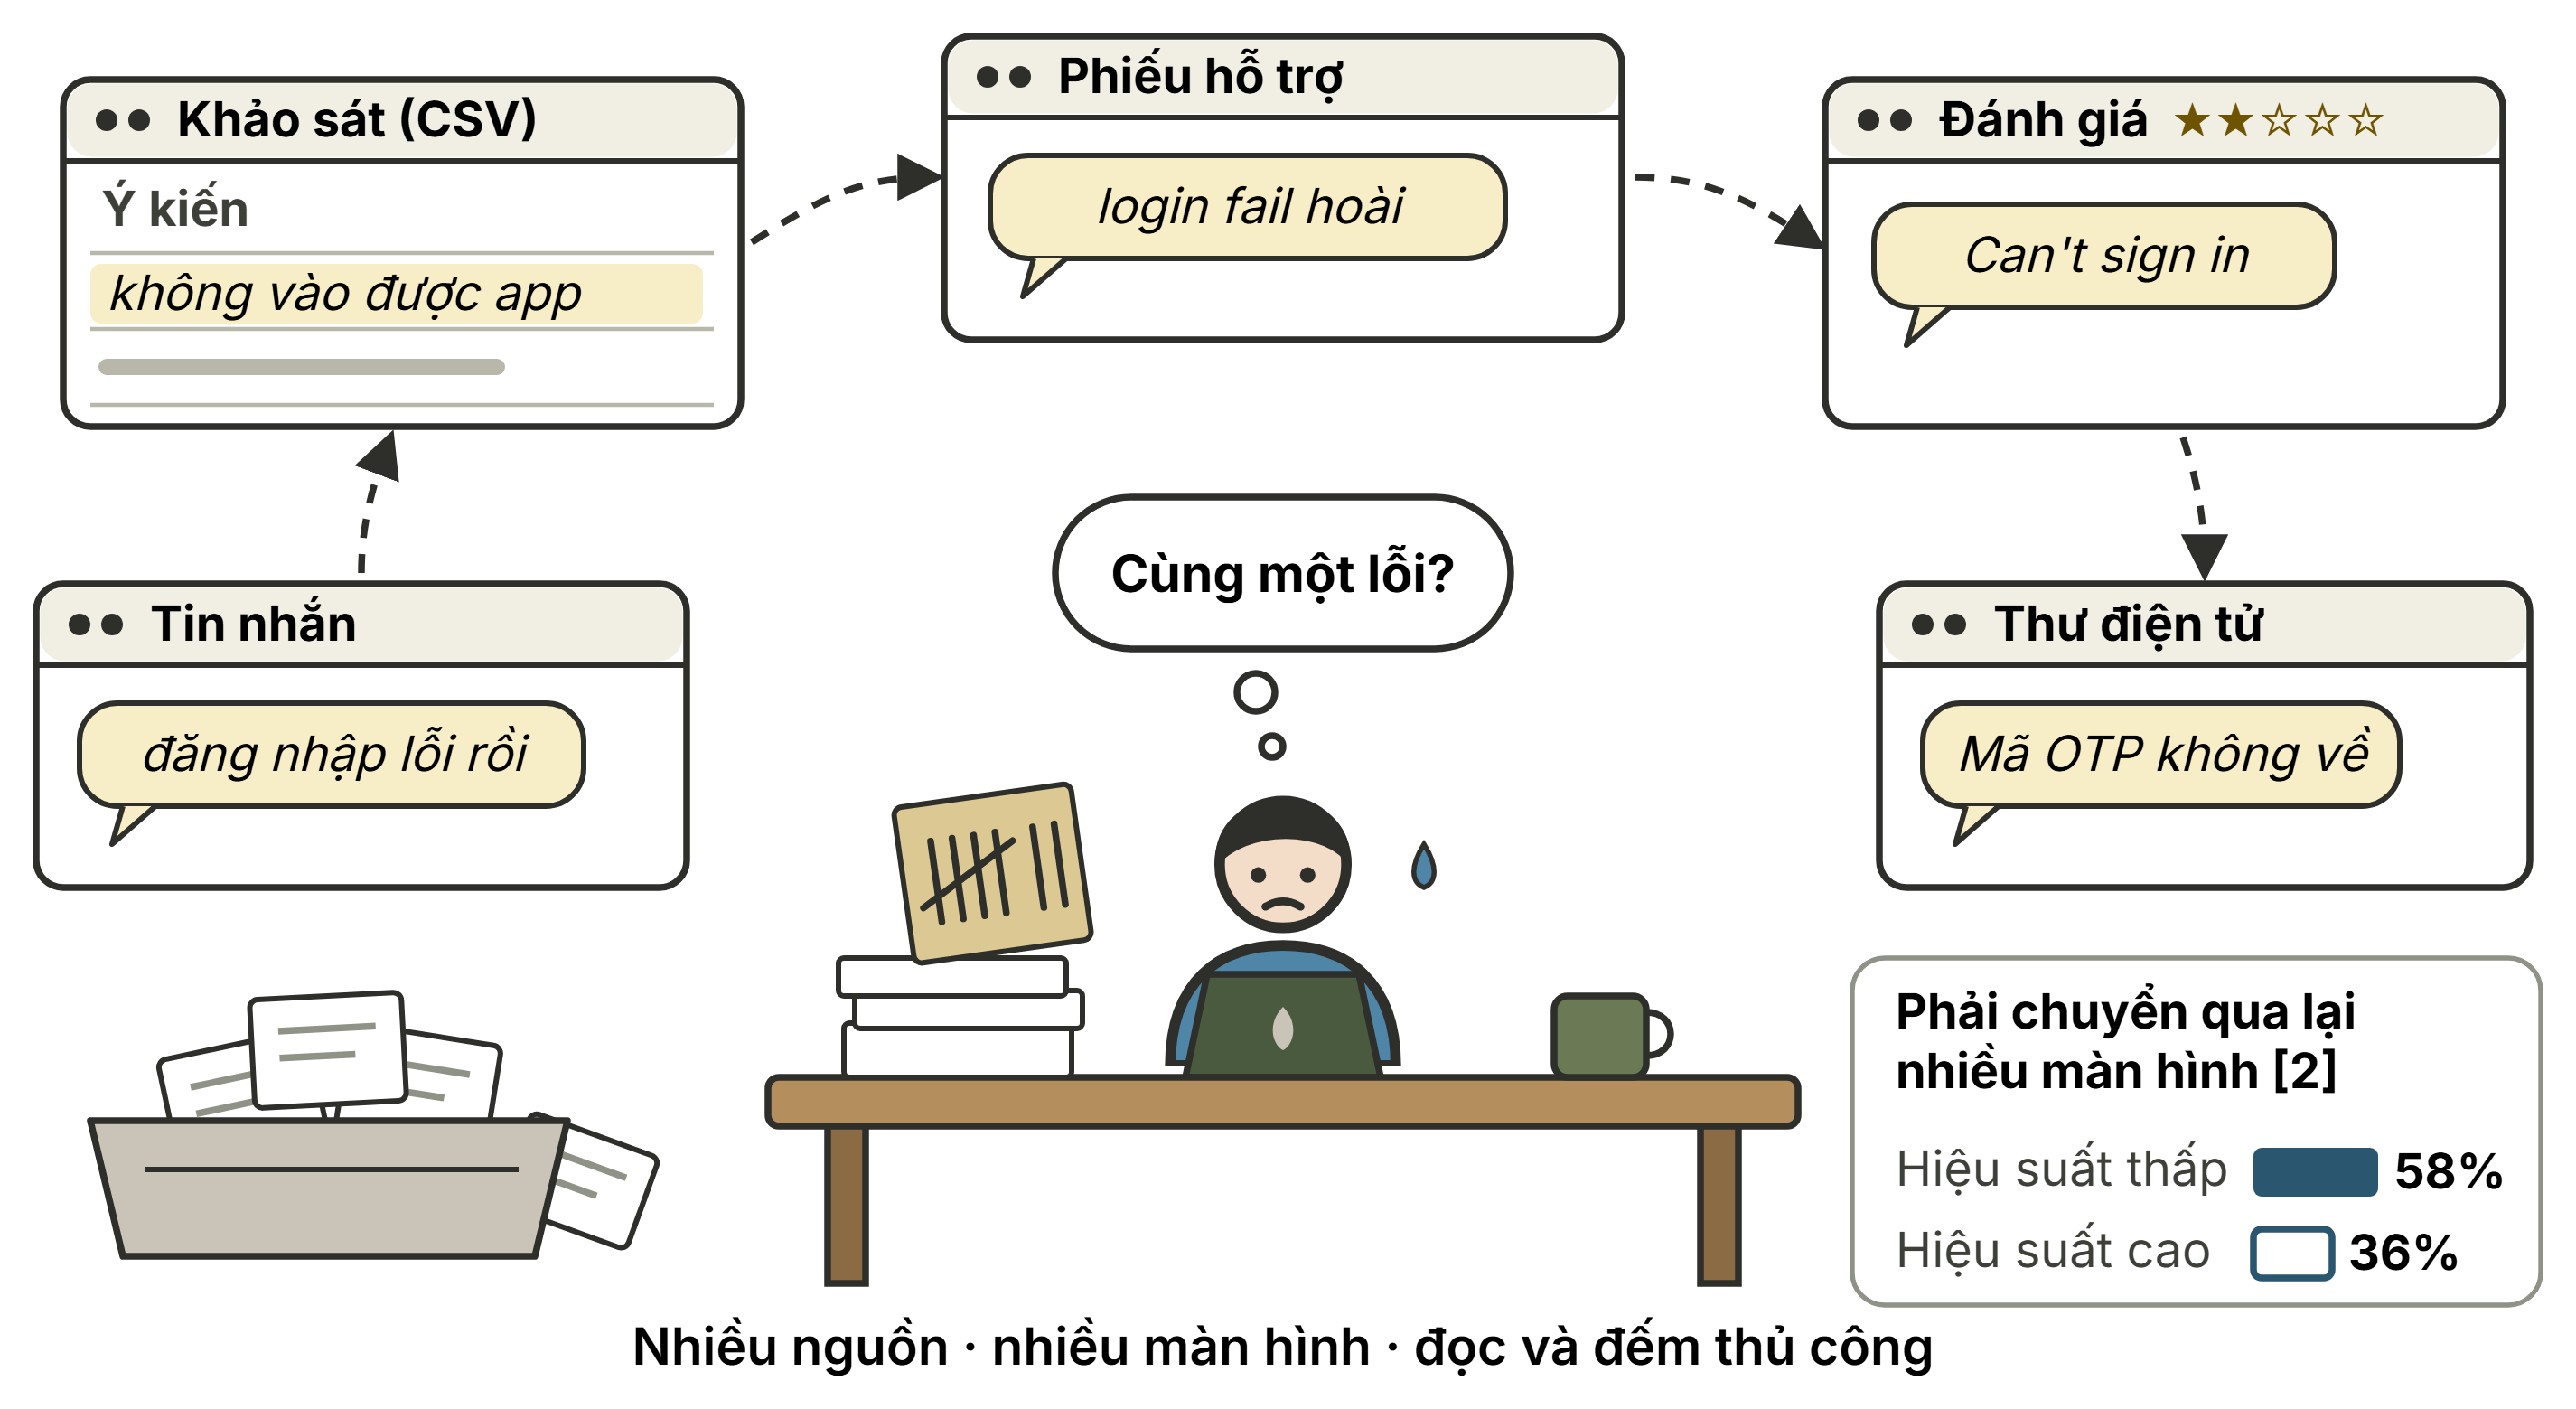 Khảo sát (CSV)
Ý kiến
không vào được app
Phiếu hỗ trợ
login fail hoài
Đánh giá ★★☆☆☆
Can't sign in
Cùng một lỗi?
Tin nhắn
đăng nhập lỗi rồi
Thư điện tử
Mã OTP không về
Phải chuyển qua lại
nhiều màn hình [2]
Hiệu suất thấp 58%
Hiệu suất cao 36%
Nhiều nguồn · nhiều màn hình · đọc và đếm thủ công